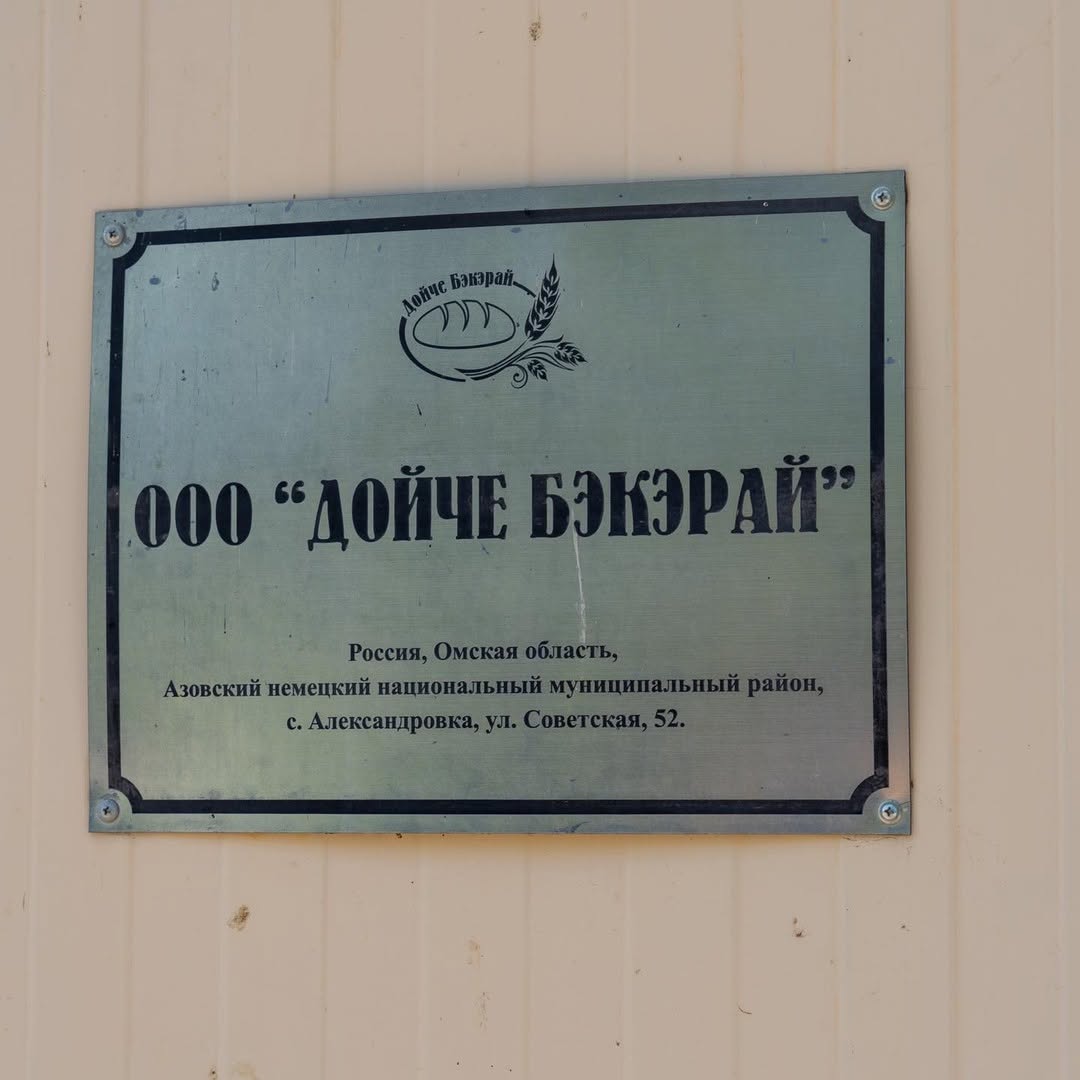 Дойче Бэкэрай
ООО “ДОЙЧЕ БЭКЭРАЙ”
Россия, Омская область,
Азовский немецкий национальный муниципальный район,
с. Александровка, ул. Советская, 52.